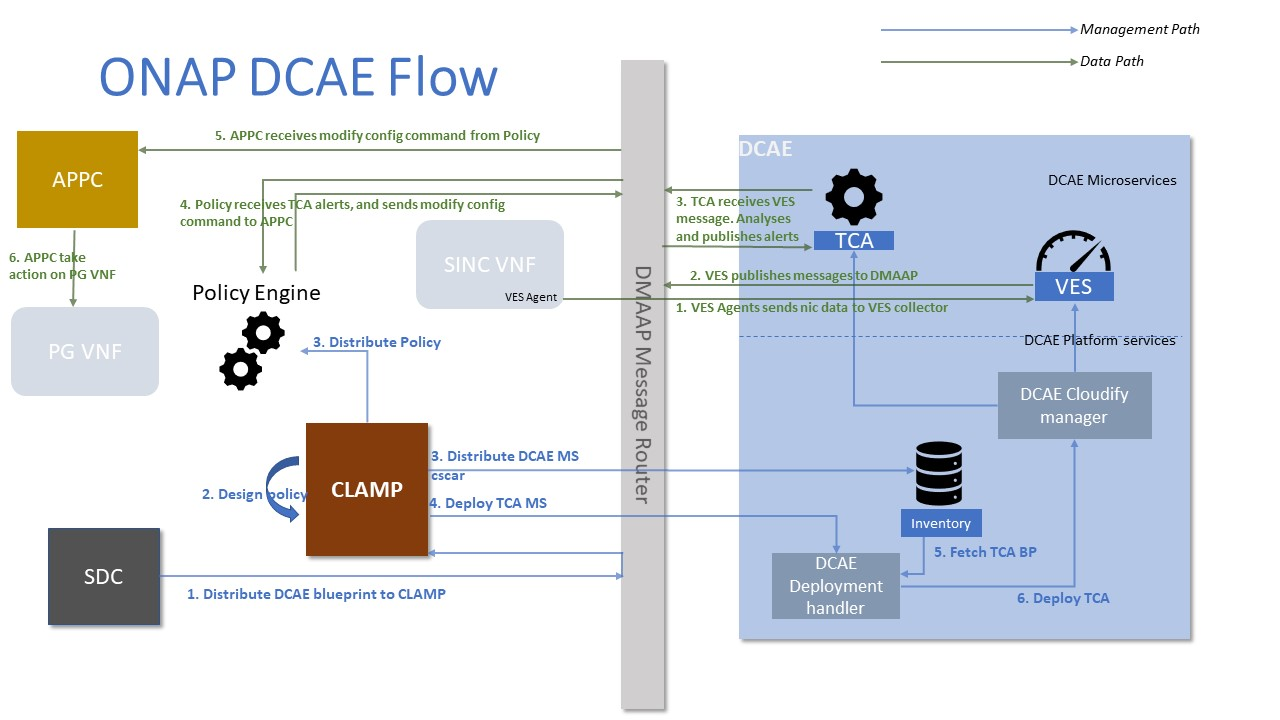 Management Path
Data Path
ONAP DCAE Flow
5. APPC receives modify config command from Policy
APPC
4. Policy receives TCA alerts, and sends modify config
command to APPC
6. APPC take
action on PG VNF
PG VNF
SINC VNF
VES Agent
Policy Engine
3. Distribute Policy
CLAMP
2. Design policy
3. Distribute DCAE MS
cscar
4. Deploy TCA MS
SDC
1. Distribute DCAE blueprint to CLAMP
DMAAP Message Router
DCAE
DCAE Microservices
3. TCA receives VES
message. Analyses
and publishes alerts
TCA
2. VES publishes messages to DMAAP
VES
1. VES Agents sends nic data to VES collector
DCAE Platform services
DCAE Cloudify
manager
Inventory
5. Fetch TCA BP
DCAE
Deployment
handler
6. Deploy TCA